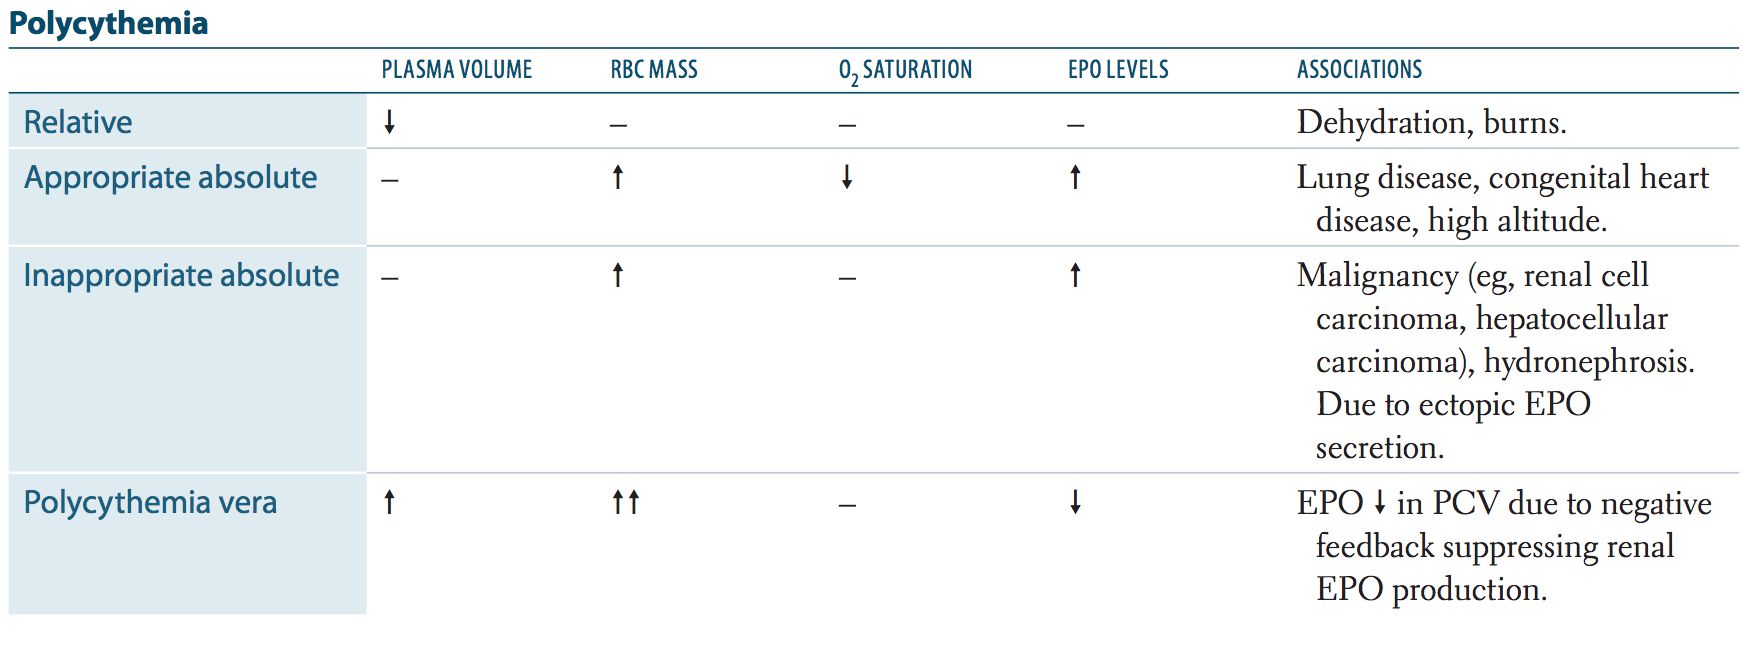 Polycythemia
PLASMA VOLUME RBC MASS O2 SATURATION EPO LEVELS ASSOCIATIONS
Relative ↓ – – – Dehydration, burns.
Appropriate absolute – ↑ ↓ ↑ Lung disease, congenital heart
disease, high altitude.
Inappropriate absolute – ↑ – ↑ Malignancy (eg, renal cell
carcinoma, hepatocellular
carcinoma), hydronephrosis.
Due to ectopic EPO
secretion.
Polycythemia vera ↑ ↑↑ – ↓ EPO ↓ in PCV due to negative
feedback suppressing renal
EPO production.